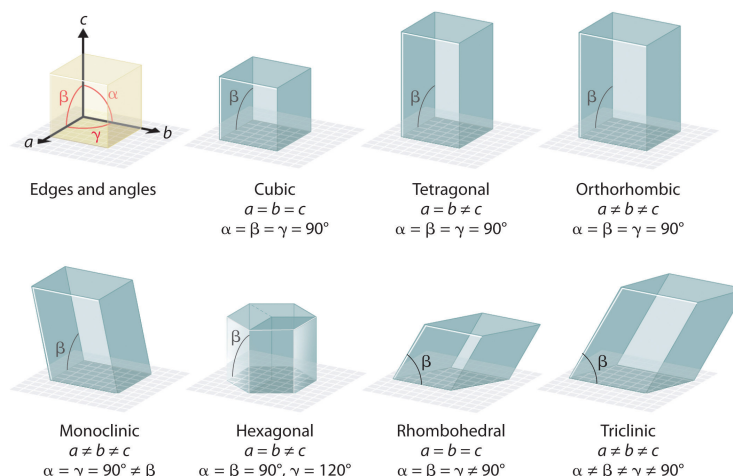 c
β
α
γ
a
b
Edges and angles
β
Cubic
a = b = c
α = β = γ = 90°
β
Tetragonal
a = b ≠ c
α = β = γ = 90°
β
Orthorhombic
a ≠ b ≠ c
α = β = γ = 90°
β
Monoclinic
a ≠ b ≠ c
α = γ = 90° ≠ β
β
Hexagonal
a = b ≠ c
α = β = 90°, γ = 120°
β
Rhombohedral
a = b = c
α = β = γ ≠ 90°
β
Triclinic
a ≠ b ≠ c
α ≠ β ≠ γ ≠ 90°